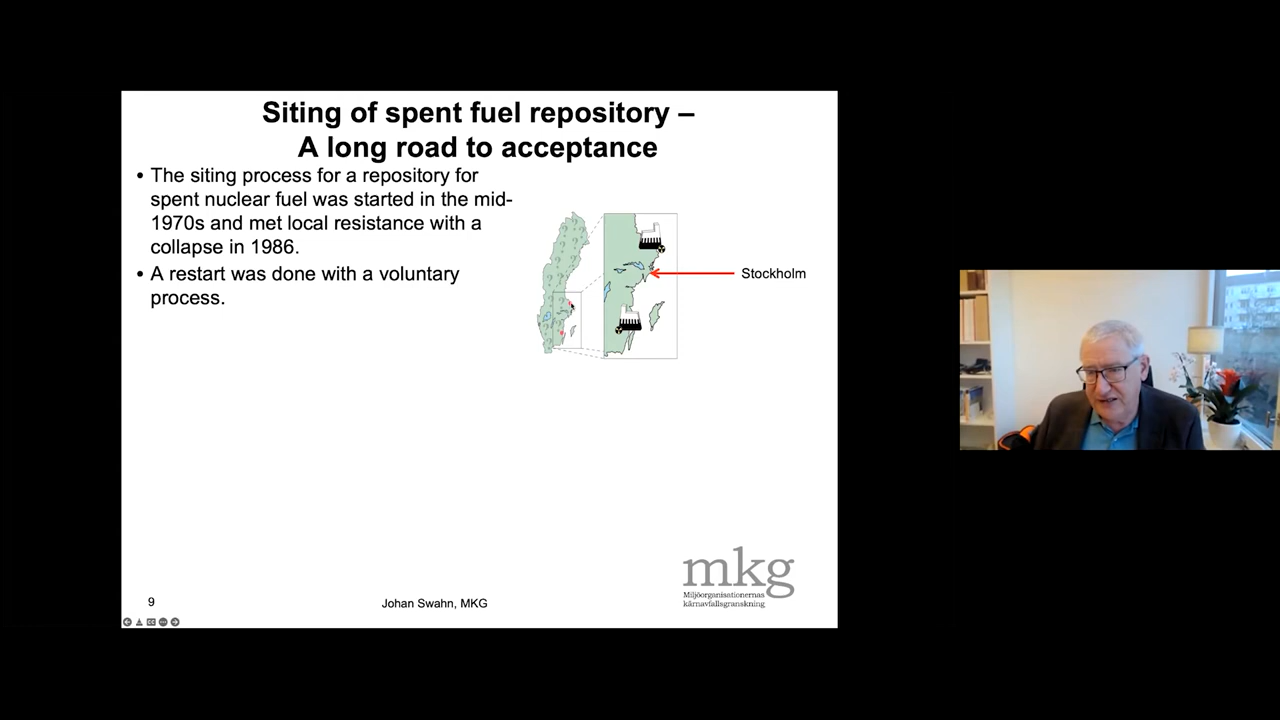 Siting of spent fuel repository –
A long road to acceptance
• The siting process for a repository for
spent nuclear fuel was started in the mid-
1970s and met local resistance with a
collapse in 1986.
• A restart was done with a voluntary
process.
Stockholm
mkg
Miljöorganisationernas
kärnavfallsgranskning
9
Johan Swahn, MKG